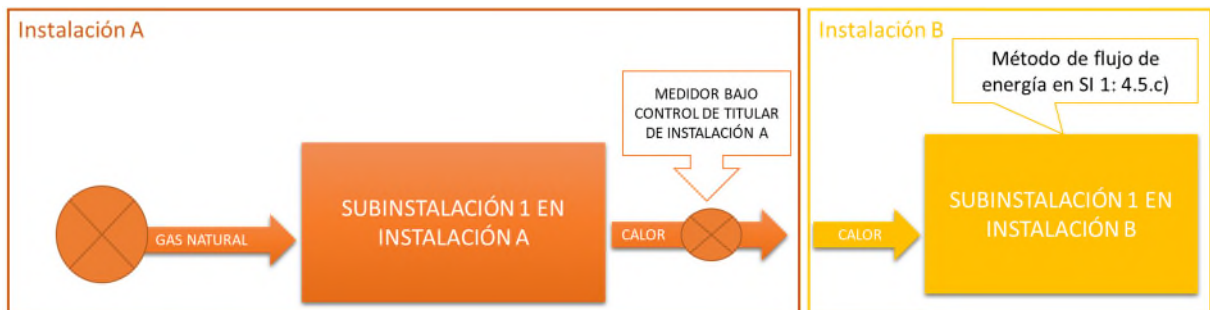 Instalación A
MEDIDOR BAJO
CONTROL DE TITULAR
DE INSTALACIÓN A
GAS NATURAL
SUBINSTALACIÓN 1 EN
INSTALACIÓN A
CALOR
Instalación B
Método de flujo de
energía en SI 1: 4.5.c)
CALOR
SUBINSTALACIÓN 1 EN
INSTALACIÓN B